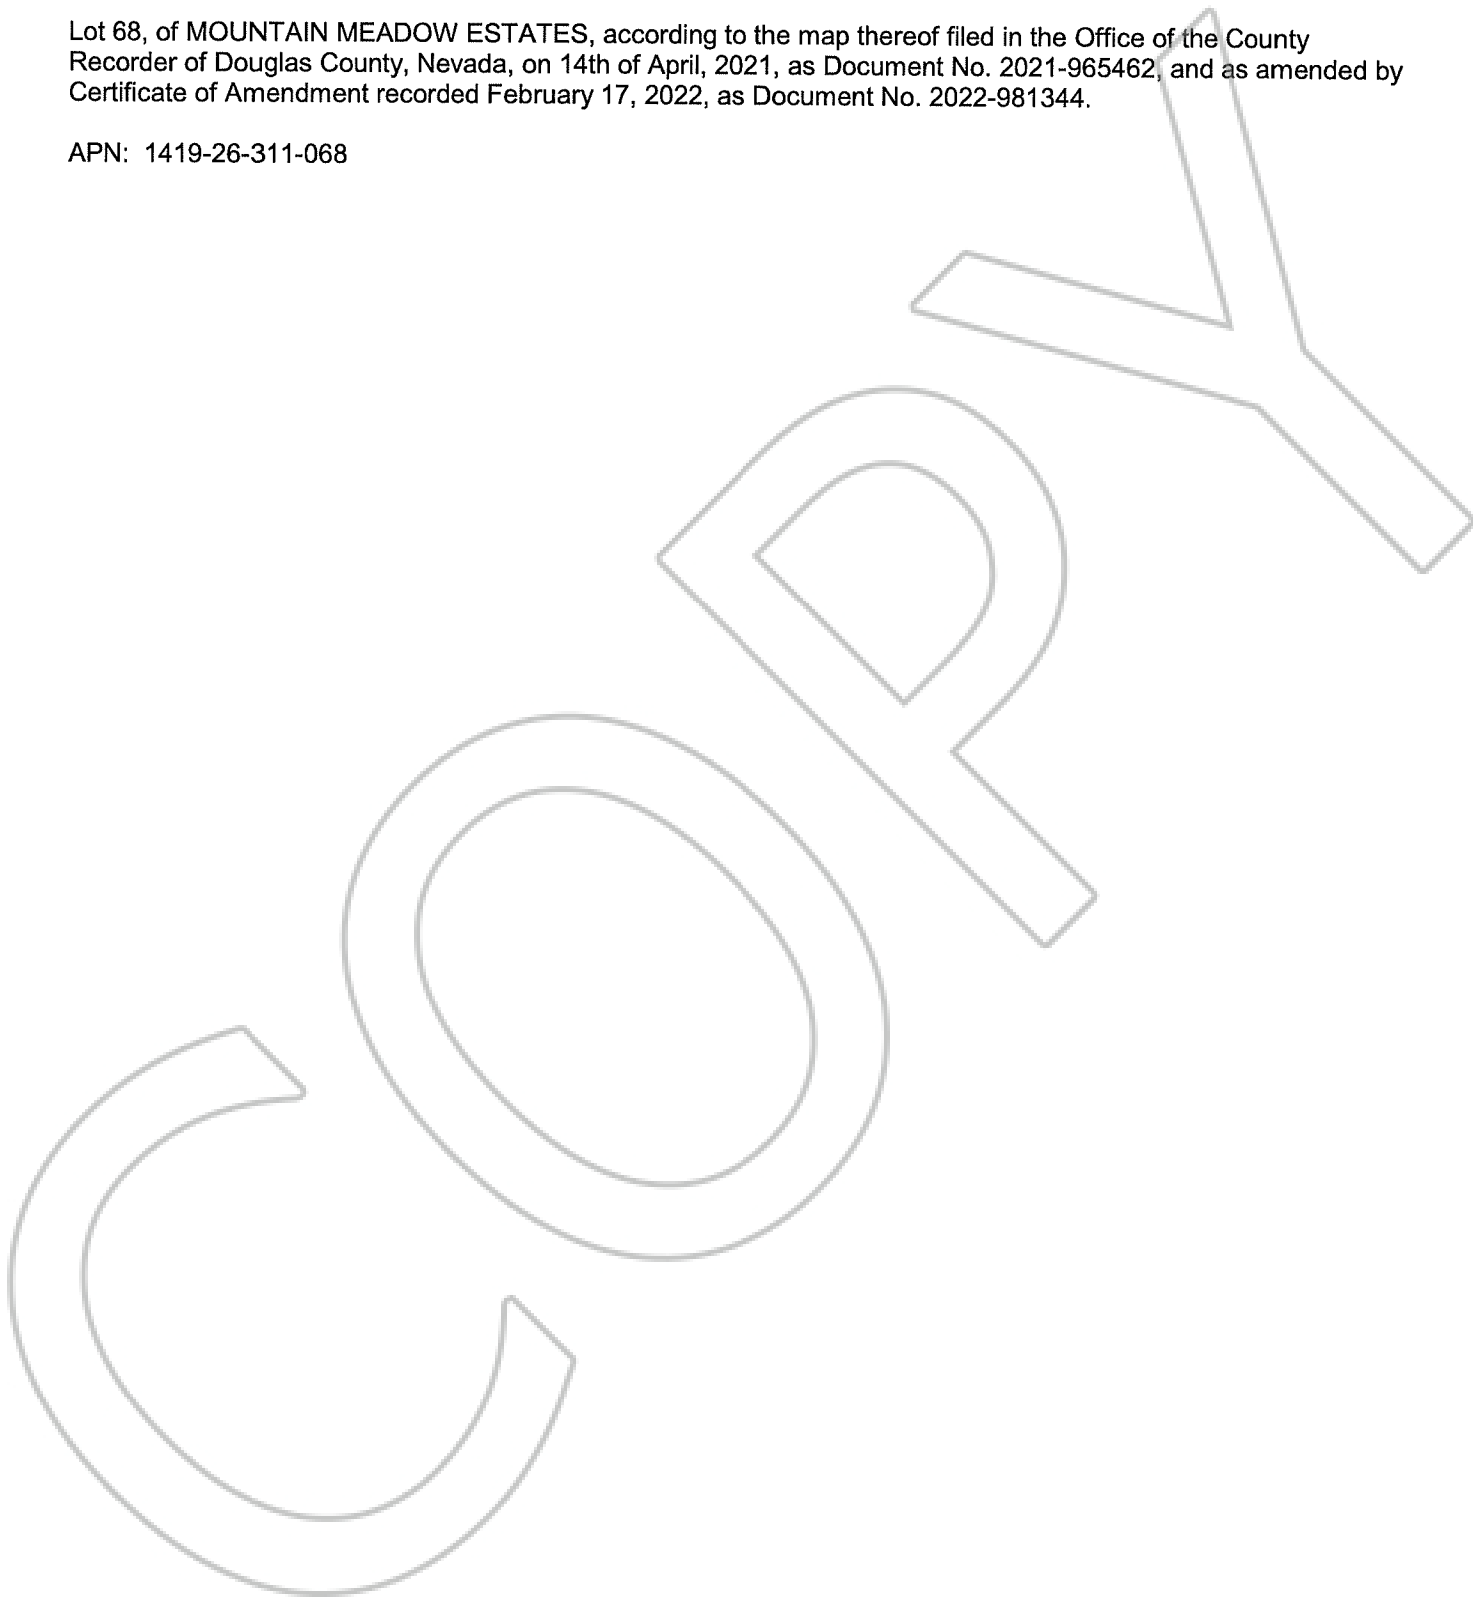 Lot 68, of MOUNTAIN MEADOW ESTATES, according to the map thereof filed in the Office of the County
Recorder of Douglas County, Nevada, on 14th of April, 2021, as Document No. 2021-965462, and as amended by
Certificate of Amendment recorded February 17, 2022, as Document No. 2022-981344.
APN: 1419-26-311-068
COPY